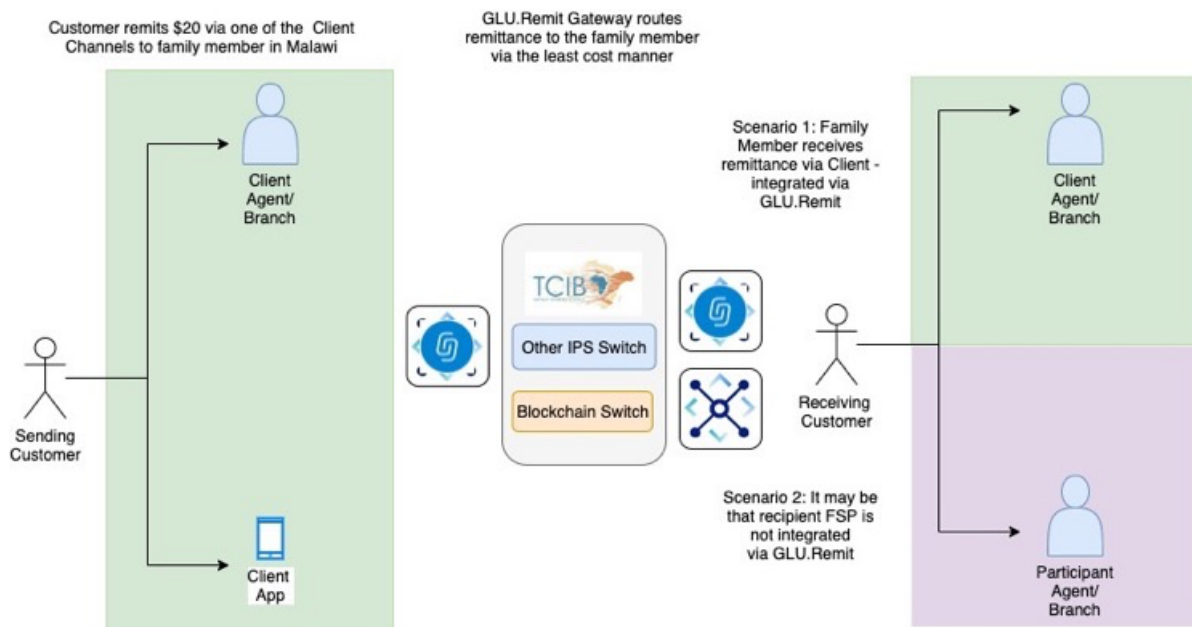 Customer remits $20 via one of the Client
Channels to family member in Malawi
GLU.Remit Gateway routes
remittance to the family member
via the least cost manner
Client
Agent/
Branch
Sending
Customer
Client
App
TCIB
Other IPS Switch
Blockchain Switch
Scenario 1: Family
Member receives
remittance via Client -
integrated via
GLU.Remit
Receiving
Customer
Scenario 2: It may be
that recipient FSP is
not integrated
via GLU.Remit
Client
Agent/
Branch
Participant
Agent/
Branch